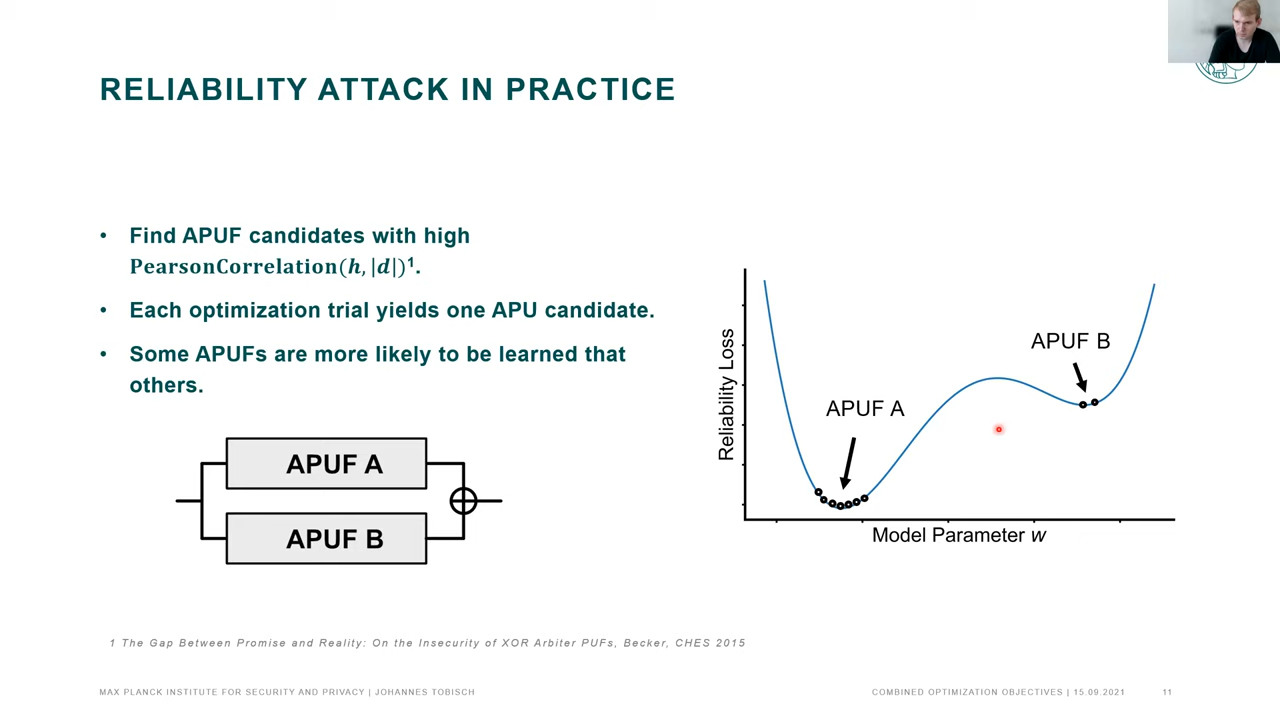 RELIABILITY ATTACK IN PRACTICE
• Find APUF candidates with high
PearsonCorrelation(h, |d|)¹.
• Each optimization trial yields one APU candidate.
• Some APUFs are more likely to be learned that
others.
APUF A
APUF B
Reliability Loss
APUF A
APUF B
Model Parameter w
1 The Gap Between Promise and Reality: On the Insecurity of XOR Arbiter PUFs, Becker, CHES 2015
MAX PLANCK INSTITUTE FOR SECURITY AND PRIVACY | JOHANNES TOBISCH
COMBINED OPTIMIZATION OBJECTIVES | 15.09.2021
11